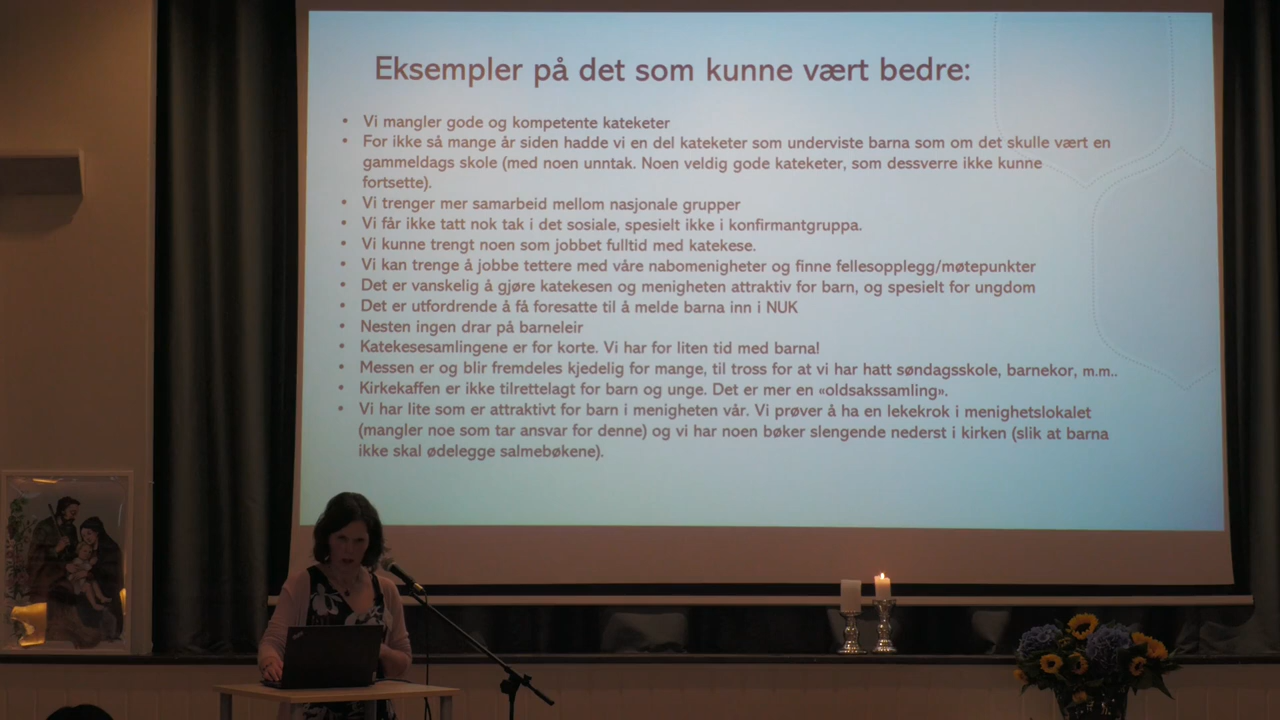 Eksempler på det som kunne vært bedre:
• Vi mangler gode og kompetente kateketer
• For ikke så mange år siden hadde vi en del kateketer som underviste barna som om det skulle vært en
gammeldags skole (med noen unntak. Noen veldig gode kateketer, som dessverre ikke kunne
fortsette).
• Vi trenger mer samarbeid mellom nasjonale grupper
• Vi får ikke tatt nok tak i det sosiale, spesielt ikke i konfirmantgruppa.
• Vi kunne trengt noen som jobbet fulltid med katekese.
• Vi kan trenge å jobbe tettere med våre nabomenigheter og finne fellesopplegg/møtepunkter
• Det er vanskelig å gjøre katekesen og menigheten attraktiv for barn, og spesielt for ungdom
• Det er utfordrende å få foresatte til å melde barna inn i NUK
• Nesten ingen drar på barneleir
• Katekesesamlingene er for korte. Vi har for liten tid med barna!
• Messen er og blir fremdeles kjedelig for mange, til tross for at vi har hatt søndagsskole, barnekor, m.m..
• Kirkekaffen er ikke tilrettelagt for barn og unge. Det er mer en «oldsakssamling».
• Vi har lite som er attraktivt for barn i menigheten vår. Vi prøver å ha en lekekrok i menighetslokalet
(mangler noe som tar ansvar for denne) og vi har noen bøker slengende nederst i kirken (slik at barna
ikke skal ødelegge salmebøkene).